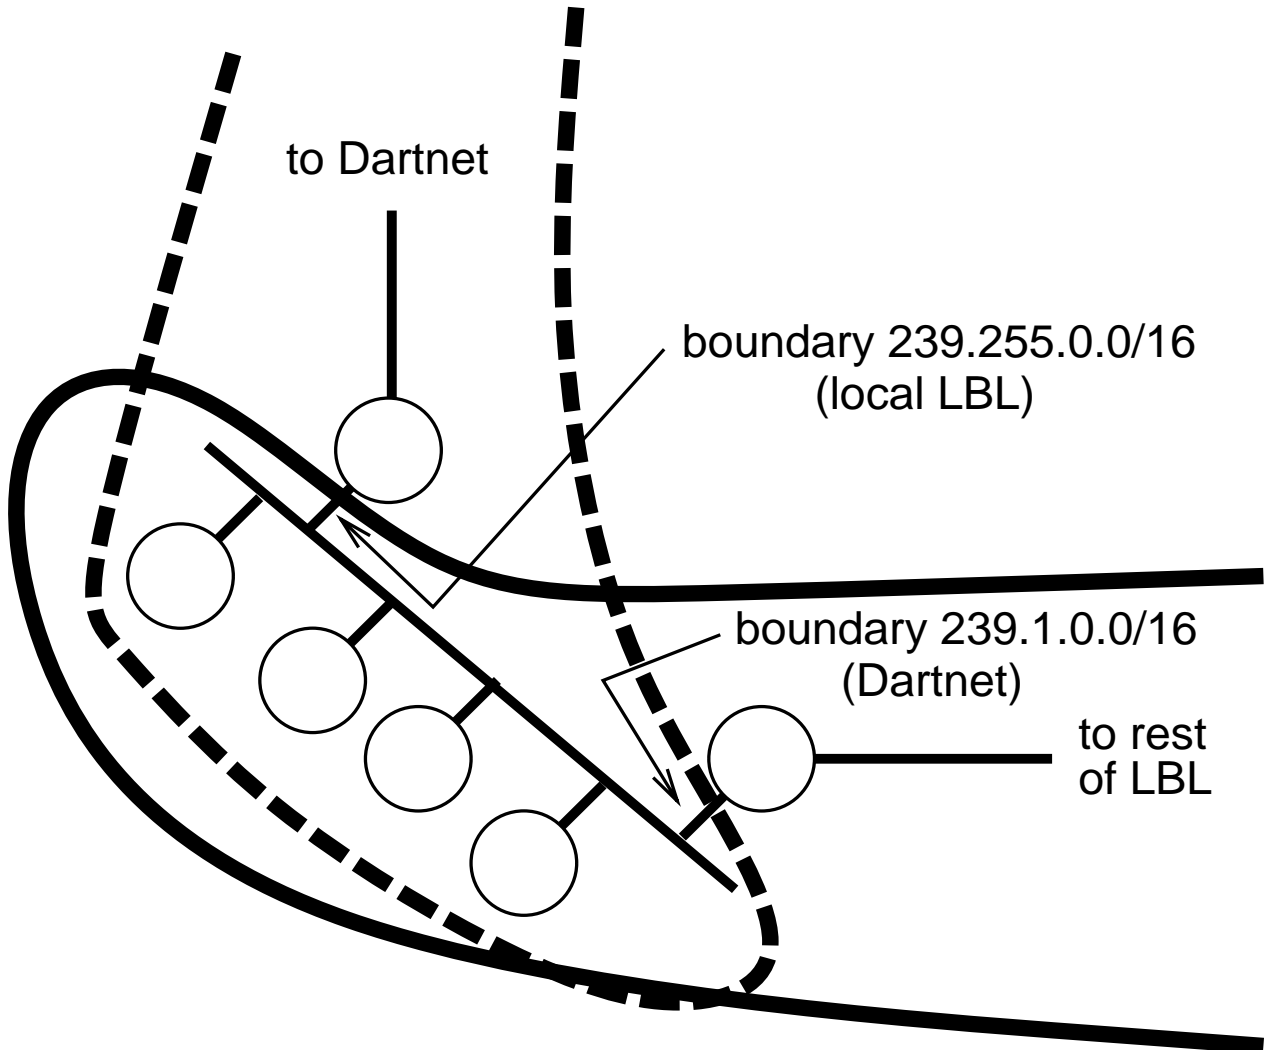 to Dartnet
boundary 239.255.0.0/16
(local LBL)
boundary 239.1.0.0/16
(Dartnet)
to rest
of LBL